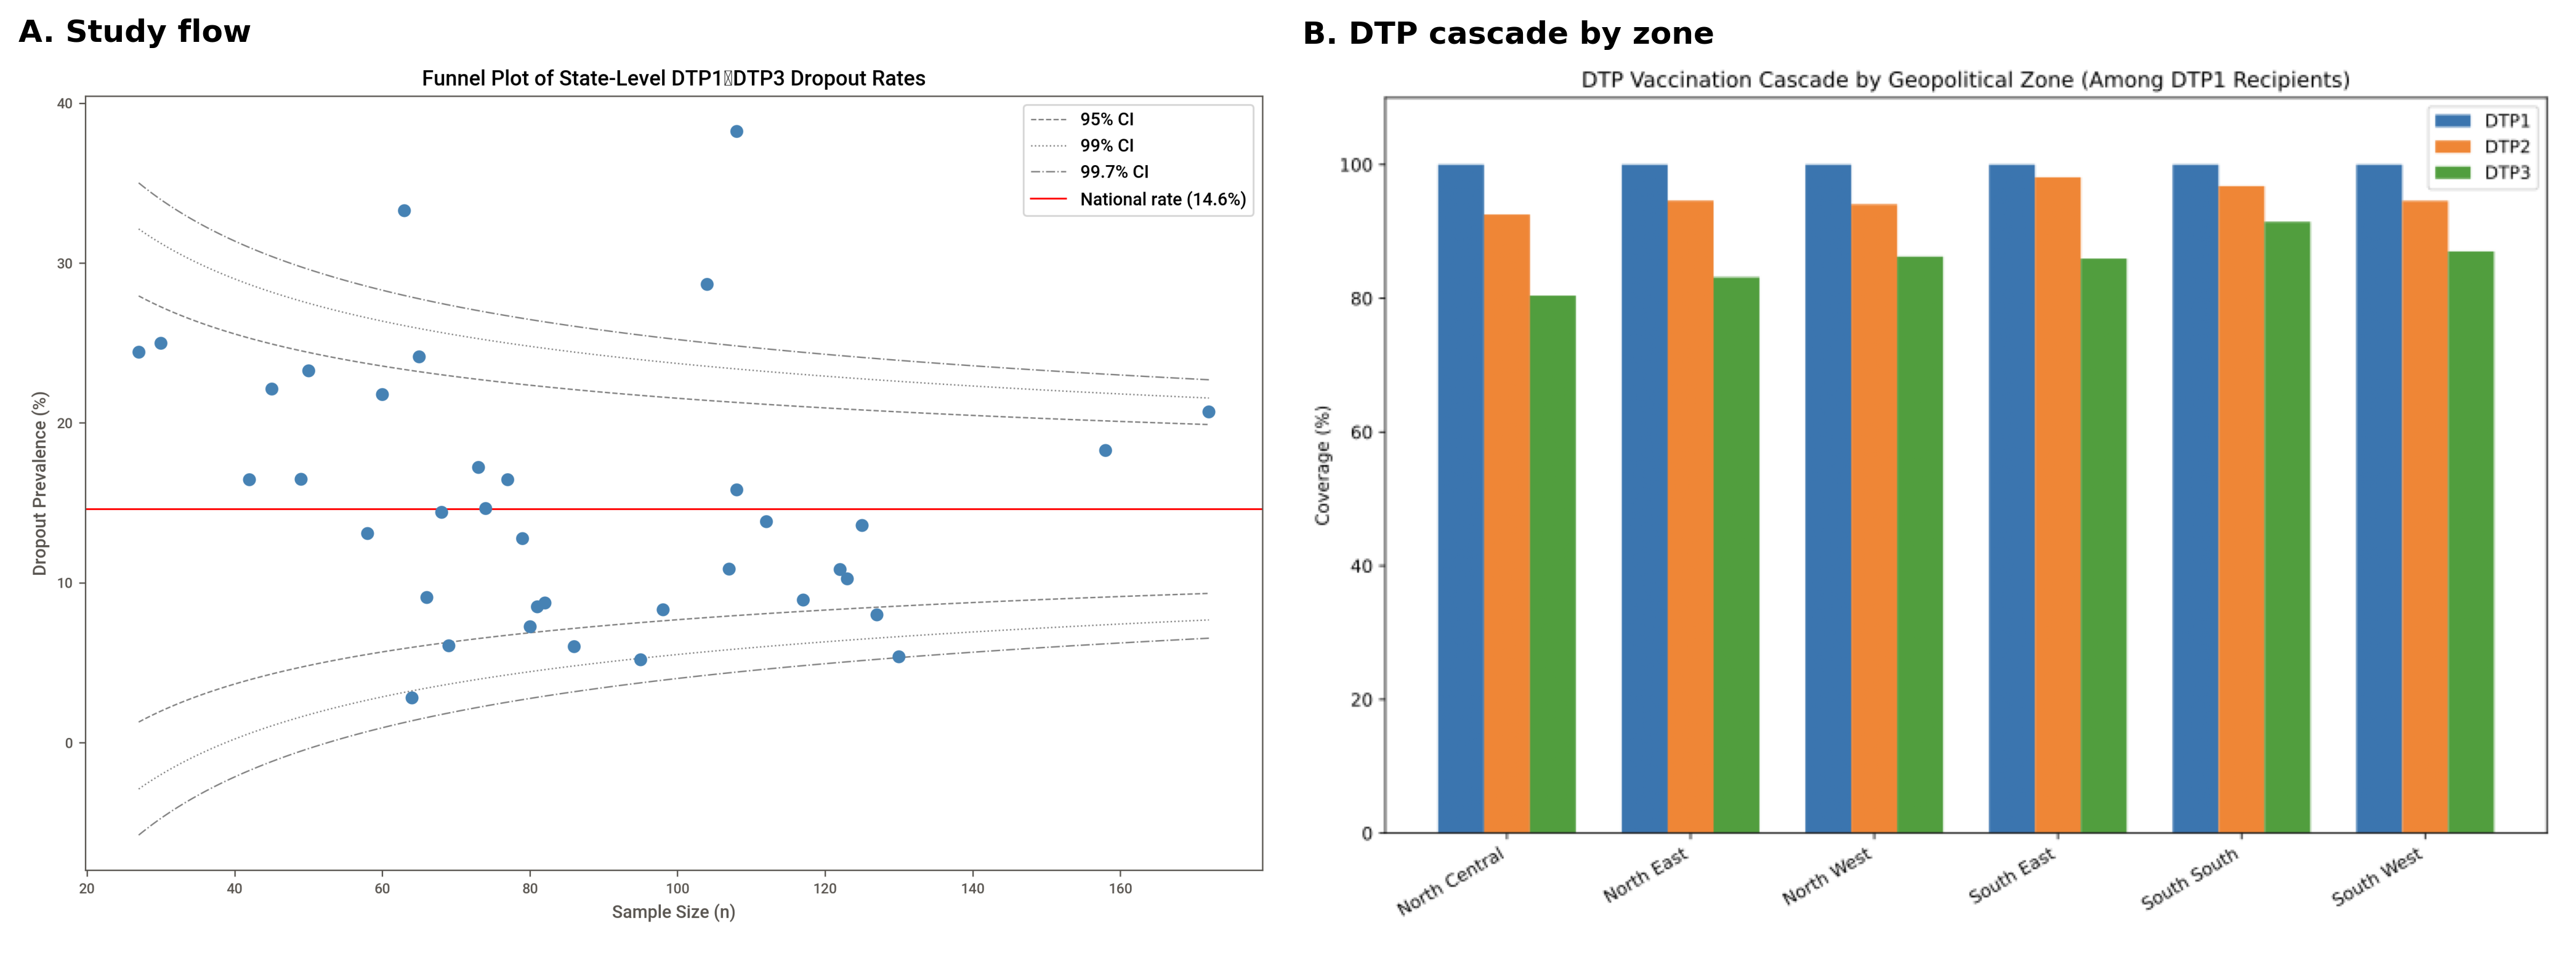 A. Study flow
Funnel Plot of State-Level DTP1▯DTP3 Dropout Rates
95% CI
99% CI
99.7% CI
National rate (14.6%)
Dropout Prevalence (%)
40
30
20
10
0
20 40 60 80 100 120 140 160
Sample Size (n)
B. DTP cascade by zone
DTP Vaccination Cascade by Geopolitical Zone (Among DTP1 Recipients)
DTP1
DTP2
DTP3
Coverage (%)
100
80
60
40
20
0
North Central
North East
North West
South East
South South
South West